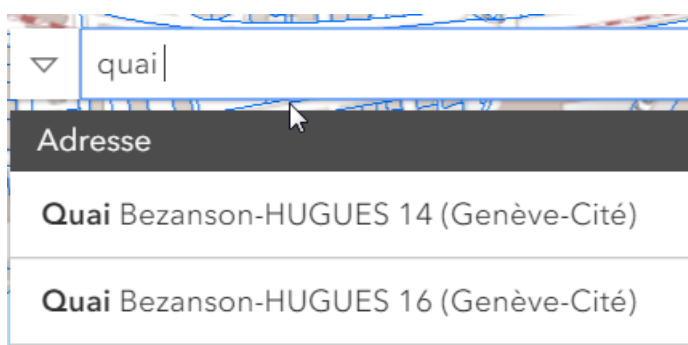 quai
Adresse
Quai Bezanson-HUGUES 14 (Genève-Cité)
Quai Bezanson-HUGUES 16 (Genève-Cité)